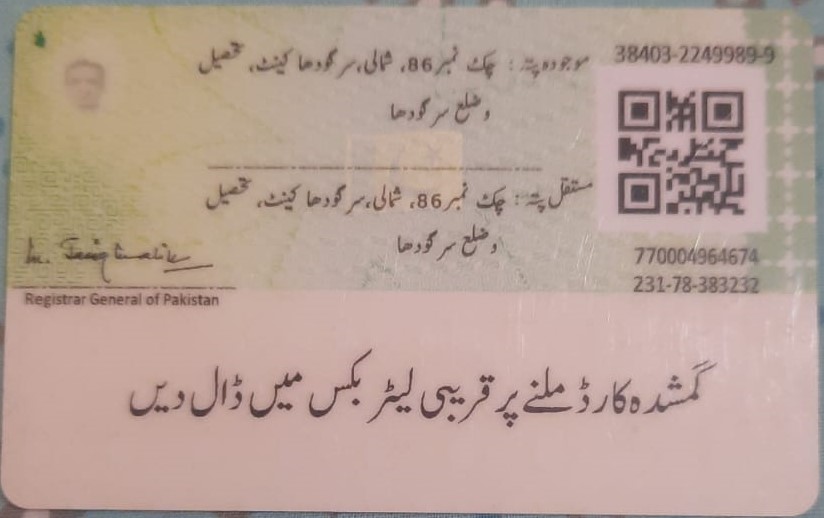 موجودہ پتہ: چک نمبر 86، شمالی، سرگودھا کینٹ، تحصیل
وضلع سرگودھا
38403-2249989-9
مستقل پتہ: چک نمبر 86، شمالی، سرگودھا کینٹ، تحصیل
وضلع سرگودھا
770004964674
231-78-383232
Registrar General of Pakistan
گمشدہ کارڈ ملنے پر قریبی لیٹر بکس میں ڈال دیں